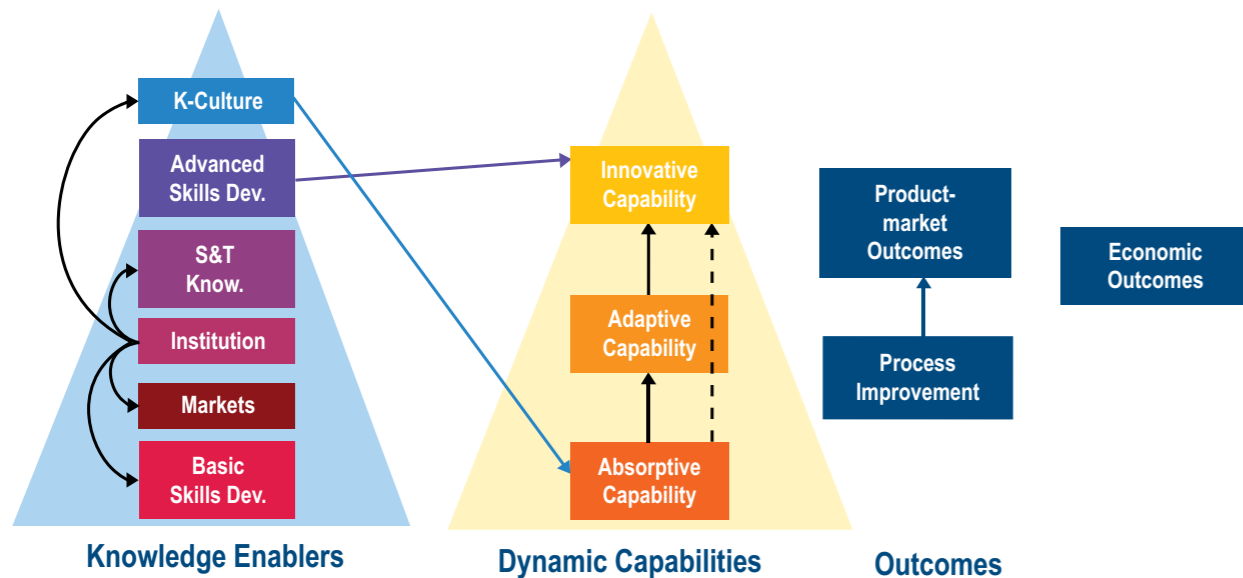 K-Culture
Advanced
Skills Dev.
S&T
Know.
Institution
Markets
Basic
Skills Dev.
Knowledge Enablers
Innovative
Capability
Adaptive
Capability
Absorptive
Capability
Dynamic Capabilities
Product-
market
Outcomes
Process
Improvement
Economic
Outcomes
Outcomes